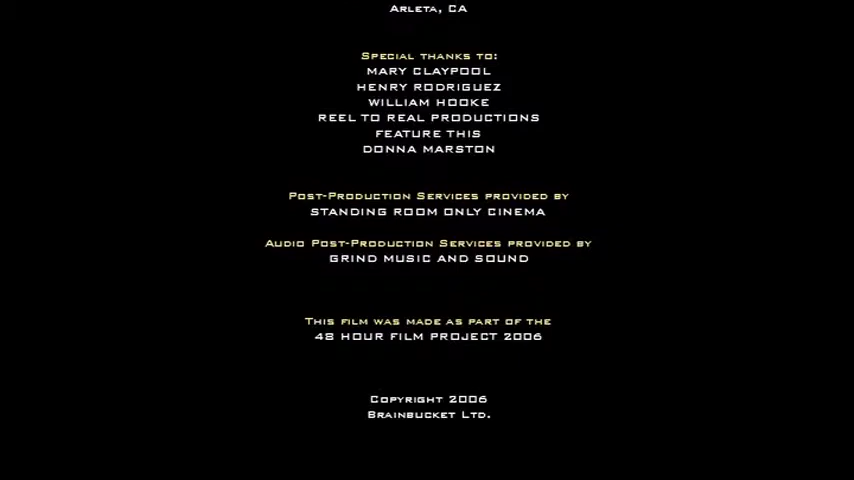 Arleta, CA
Special thanks to:
MARY CLAYPOOL
HENRY RODRIGUEZ
WILLIAM HOOKE
REEL TO REAL PRODUCTIONS
FEATURE THIS
DONNA MARSTON
Post-Production Services provided by
STANDING ROOM ONLY CINEMA
Audio Post-Production Services provided by
GRIND MUSIC AND SOUND
This film was made as part of the
48 HOUR FILM PROJECT 2006
Copyright 2006
Brainbucket Ltd.